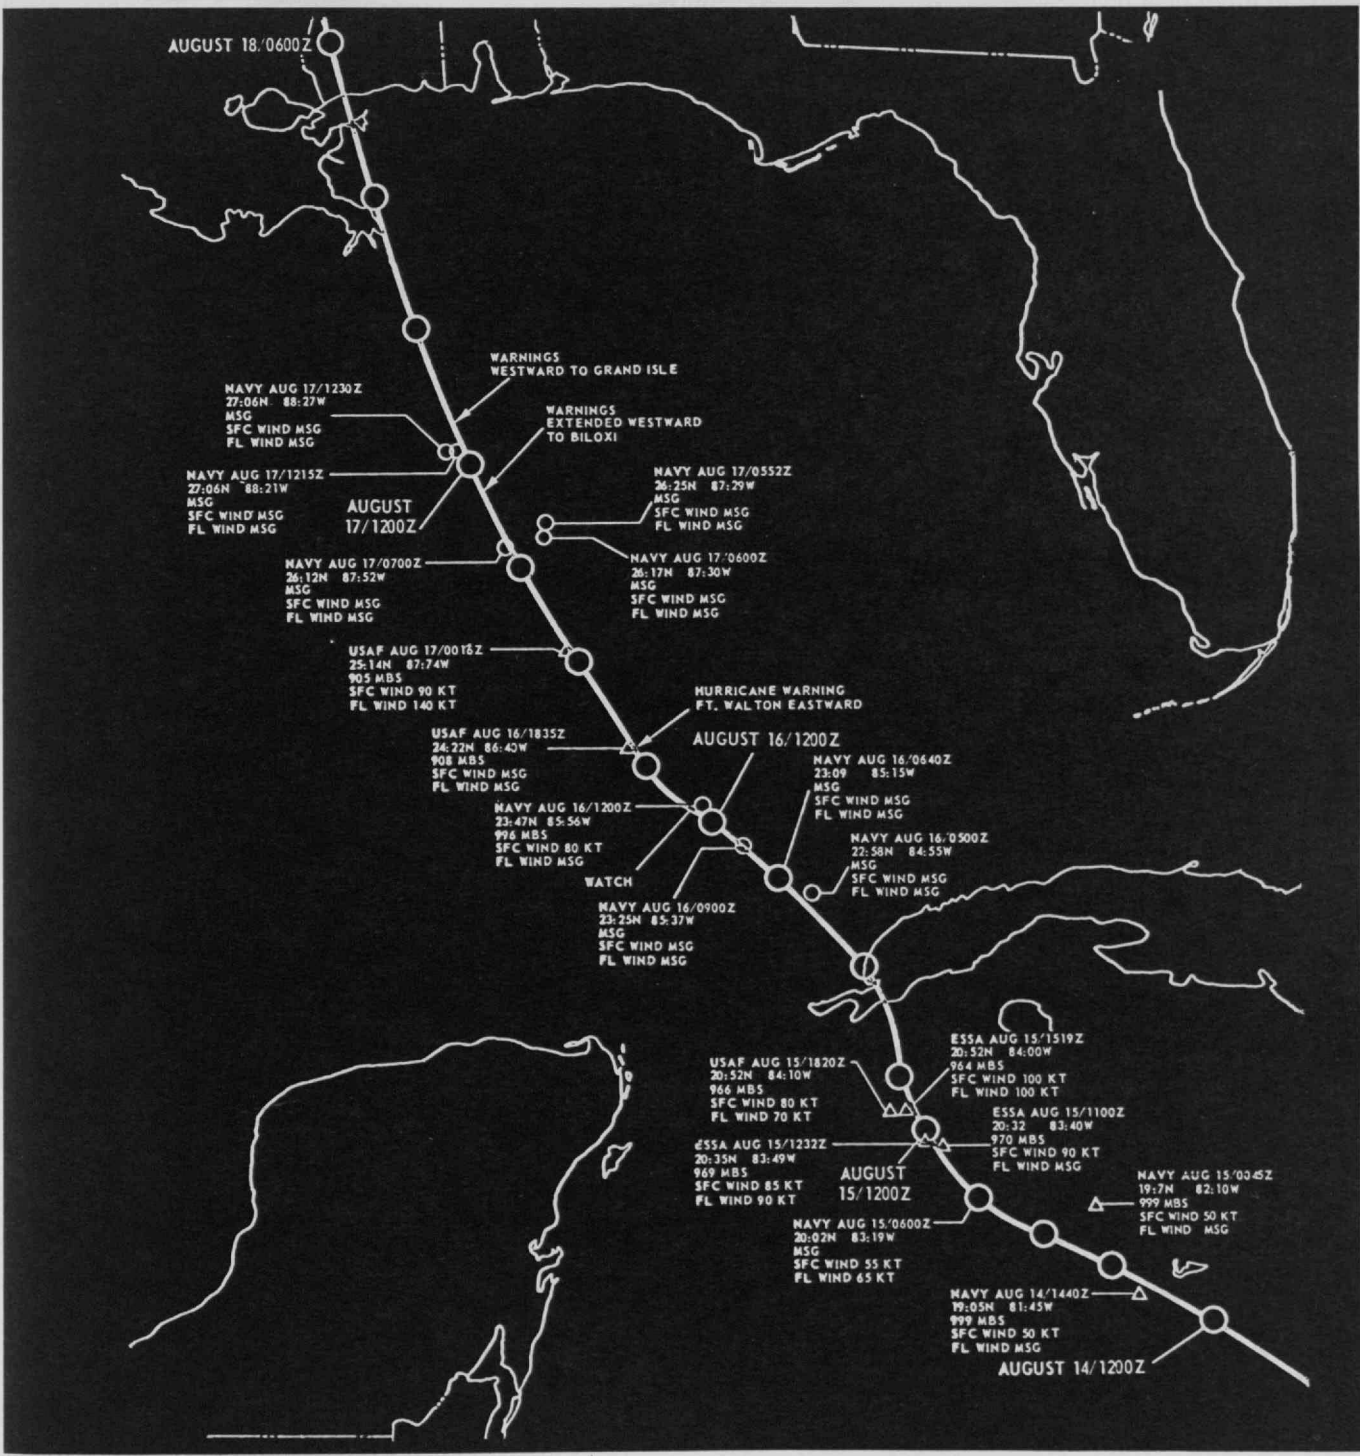 AUGUST 18/0600Z
WARNINGS
WESTWARD TO GRAND ISLE
NAVY AUG 17/1230Z
27:06N 88:27W
MSG
SFC WIND MSG
FL WIND MSG
WARNINGS
EXTENDED WESTWARD
TO BILOXI
NAVY AUG 17/1215Z
27:06N 88:21W
MSG
SFC WIND MSG
FL WIND MSG
AUGUST
17/1200Z
NAVY AUG 17/0552Z
26:25N 87:29W
MSG
SFC WIND MSG
FL WIND MSG
NAVY AUG 17/0700Z
26:12N 87:52W
MSG
SFC WIND MSG
FL WIND MSG
NAVY AUG 17/0600Z
26:17N 87:30W
MSG
SFC WIND MSG
FL WIND MSG
USAF AUG 17/0016Z
25:14N 87:74W
905 MBS
SFC WIND 90 KT
FL WIND 140 KT
HURRICANE WARNING
FT. WALTON EASTWARD
USAF AUG 16/1835Z
24:22N 86:40W
908 MBS
SFC WIND MSG
FL WIND MSG
AUGUST 16/1200Z
NAVY AUG 16/0640Z
23:09 85:15W
MSG
SFC WIND MSG
FL WIND MSG
NAVY AUG 16/1200Z
23:47N 85:56W
996 MBS
SFC WIND 80 KT
FL WIND MSG
NAVY AUG 16/0500Z
22:58N 84:55W
MSG
SFC WIND MSG
FL WIND MSG
WATCH
NAVY AUG 16/0900Z
23:25N 85:37W
MSG
SFC WIND MSG
FL WIND MSG
ESSA AUG 15/1519Z
20:52N 84:00W
964 MBS
SFC WIND 100 KT
FL WIND 100 KT
USAF AUG 15/1820Z
20:52N 84:10W
966 MBS
SFC WIND 80 KT
FL WIND 70 KT
ESSA AUG 15/1100Z
20:32 83:40W
970 MBS
SFC WIND 90 KT
FL WIND MSG
ESSA AUG 15/1232Z
20:35N 83:49W
969 MBS
SFC WIND 85 KT
FL WIND 90 KT
AUGUST
15/1200Z
NAVY AUG
19:7N 82:10W
999 MBS
SFC WIND 50 KT
FL WIND MSG
NAVY AUG 15/0600Z
20:02N 83:19W
MSG
SFC WIND 55 KT
FL WIND 65 KT
NAVY AUG 14/1440Z
19:05N 81:45W
999 MBS
SFC WIND 50 KT
FL WIND MSG
AUGUST 14/1200Z